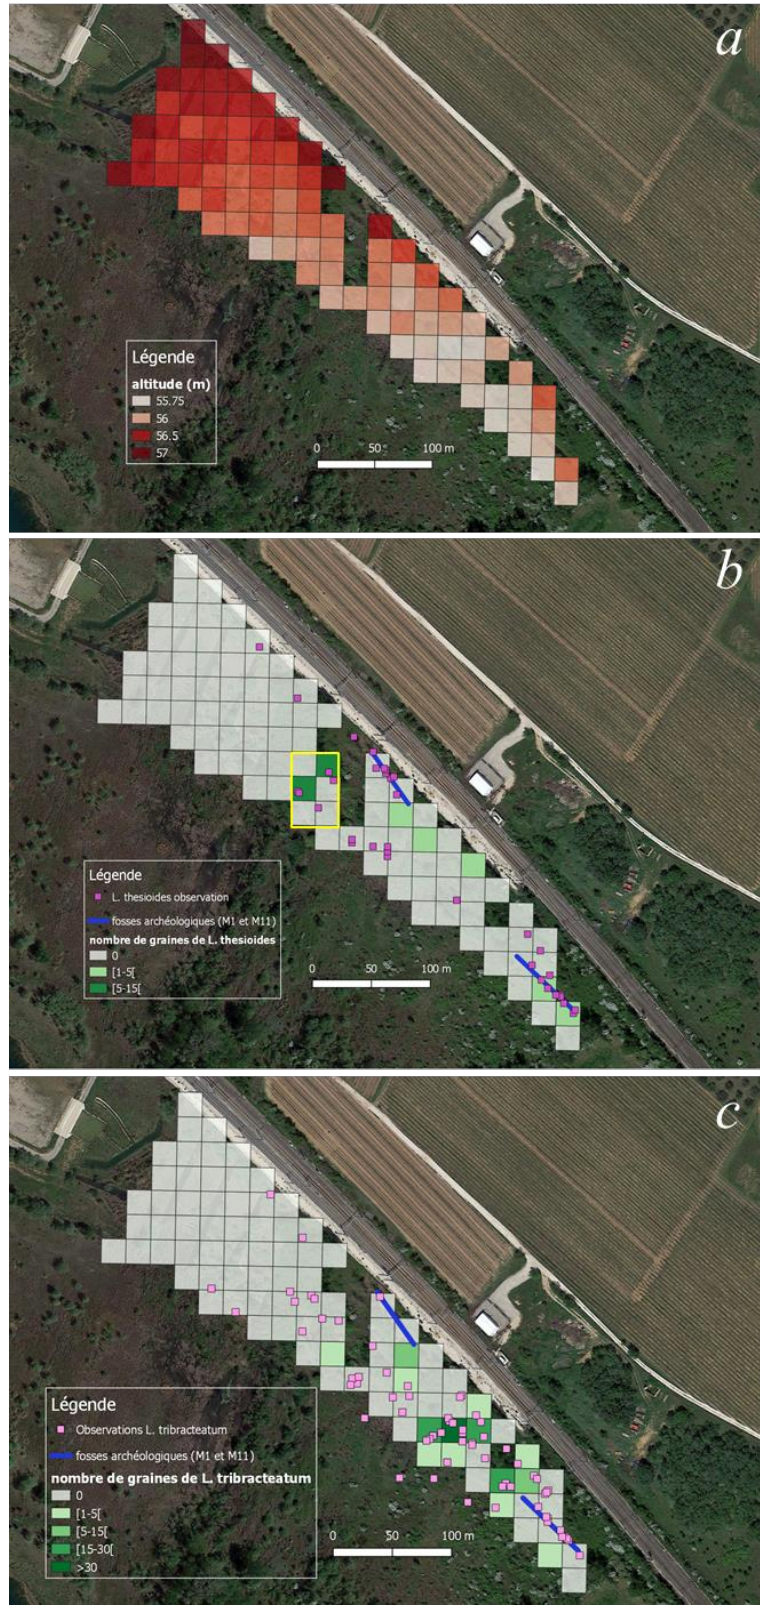 a
Légende
altitude (m)
55.75
56
56.5
57
0 50 100 m
b
Légende
L. thesioides observation
fosses archéologiques (M1 et M11)
nombre de graines de L. thesioides
0
[1-5[
[5-15[
0 50 100 m
c
Légende
Observations L. tribracteatum
fosses archéologiques (M1 et M11)
nombre de graines de L. tribracteatum
0
[1-5[
[5-15[
[15-30[
>30
0 50 100 m